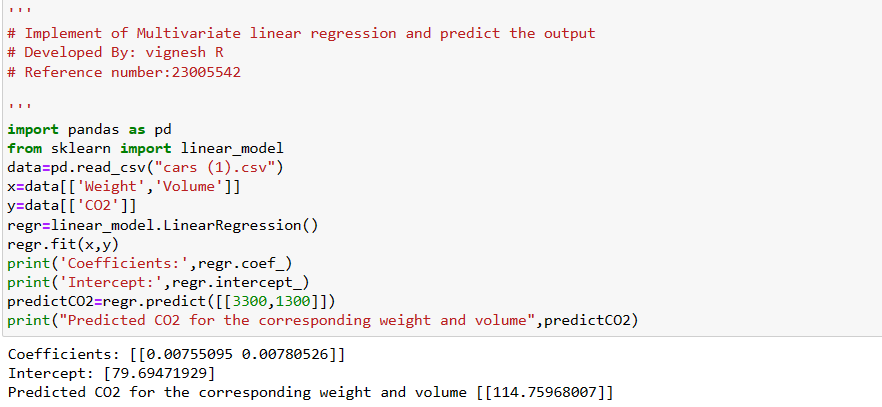 '''
# Implement of Multivariate linear regression and predict the output
# Developed By: vignesh R
# Reference number:23005542
'''
import pandas as pd
from sklearn import linear_model
data=pd.read_csv("cars (1).csv")
x=data[['Weight','Volume']]
y=data[['CO2']]
regr=linear_model.LinearRegression()
regr.fit(x,y)
print('Coefficients:',regr.coef_)
print('Intercept:',regr.intercept_)
predictCO2=regr.predict([[3300,1300]])
print("Predicted CO2 for the corresponding weight and volume",predictCO2)
Coefficients: [[0.00755095 0.00780526]]
Intercept: [79.69471929]
Predicted CO2 for the corresponding weight and volume [[114.75968007]]